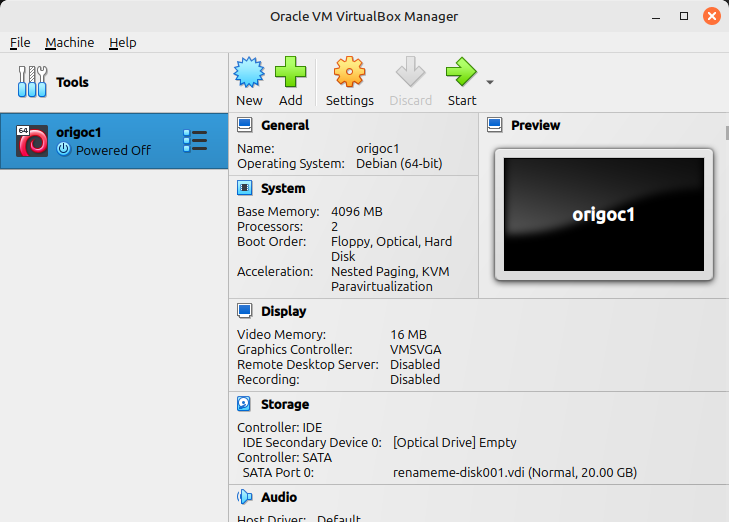 Oracle VM VirtualBox Manager
File Machine Help
Tools
New Add Settings Discard Start
64
origoc1
Powered Off
General
Name: origoc1
Operating System: Debian (64-bit)
Preview
origoc1
System
Base Memory: 4096 MB
Processors: 2
Boot Order: Floppy, Optical, Hard
Disk
Acceleration: Nested Paging, KVM
Paravirtualization
Display
Video Memory: 16 MB
Graphics Controller: VMSVGA
Remote Desktop Server: Disabled
Recording: Disabled
Storage
Controller: IDE
IDE Secondary Device 0: [Optical Drive] Empty
Controller: SATA
SATA Port 0: renameme-disk001.vdi (Normal, 20.00 GB)
Audio
Host Driver: Default